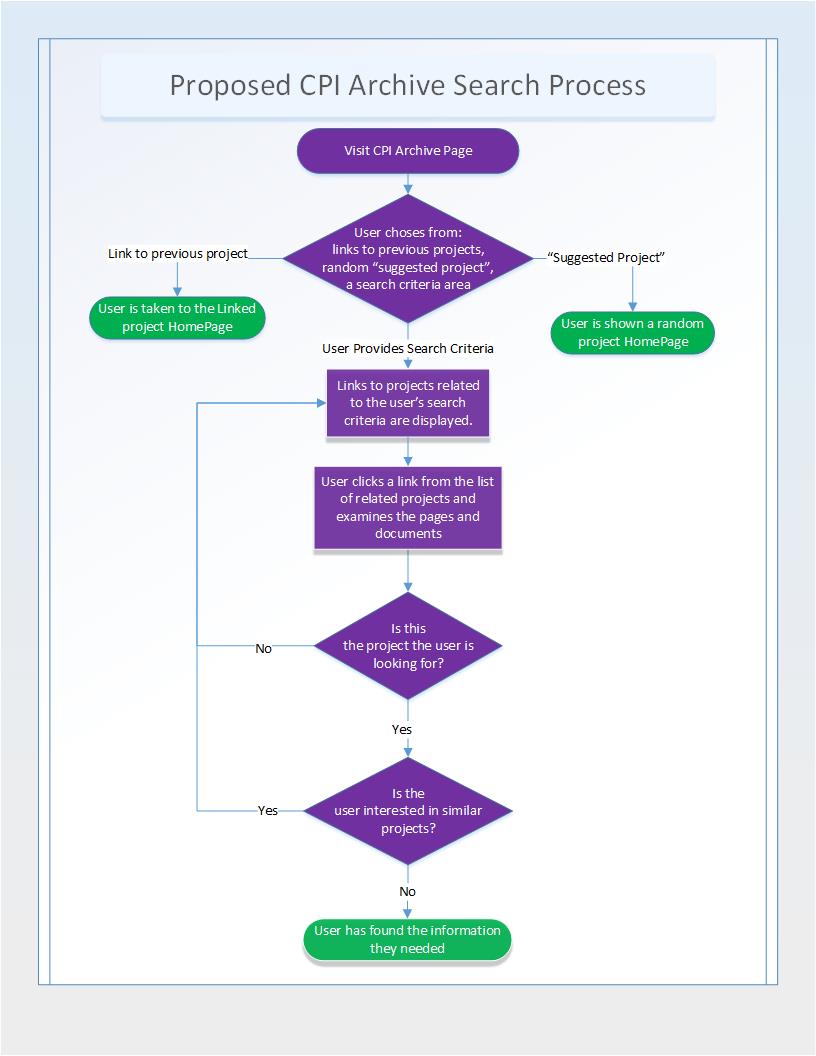 Proposed CPI Archive Search Process
Visit CPI Archive Page
User choses from:
links to previous projects,
random “suggested project”,
a search criteria area
Link to previous project
“Suggested Project”
User is taken to the Linked
project HomePage
User is shown a random
project HomePage
User Provides Search Criteria
Links to projects related
to the user’s search
criteria are displayed.
User clicks a link from the list
of related projects and
examines the pages and
documents
Is this
the project the user is
looking for?
No
Yes
Is the
user interested in similar
projects?
Yes
No
User has found the information
they needed